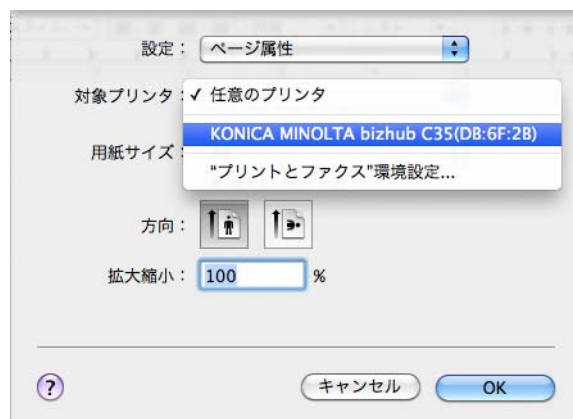 設定： ページ属性
対象プリンタ： ✓ 任意のプリンタ
KONICA MINOLTA bizhub C35(DB:6F:2B)
用紙サイズ：
“プリントとファクス”環境設定...
方向：
拡大縮小： 100 %
? キャンセル OK